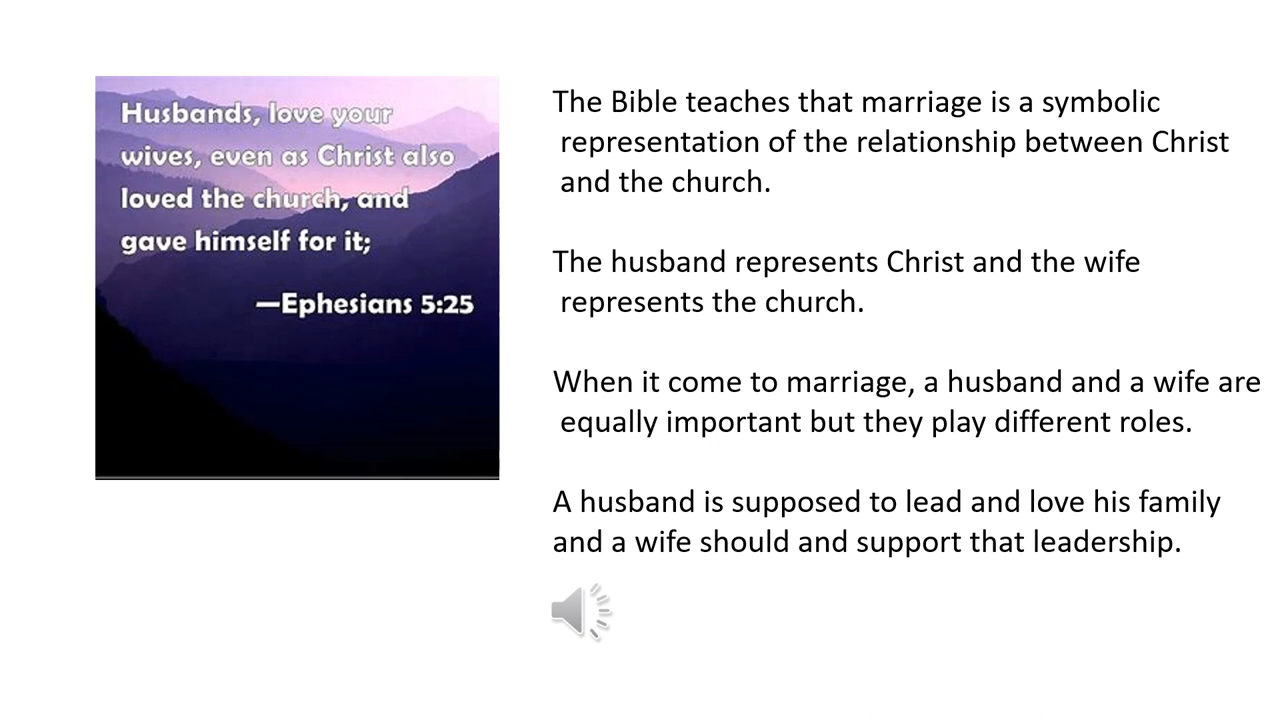 Husbands, love your
wives, even as Christ also
loved the church, and
gave himself for it;
—Ephesians 5:25
The Bible teaches that marriage is a symbolic
representation of the relationship between Christ
and the church.
The husband represents Christ and the wife
represents the church.
When it come to marriage, a husband and a wife are
equally important but they play different roles.
A husband is supposed to lead and love his family
and a wife should and support that leadership.